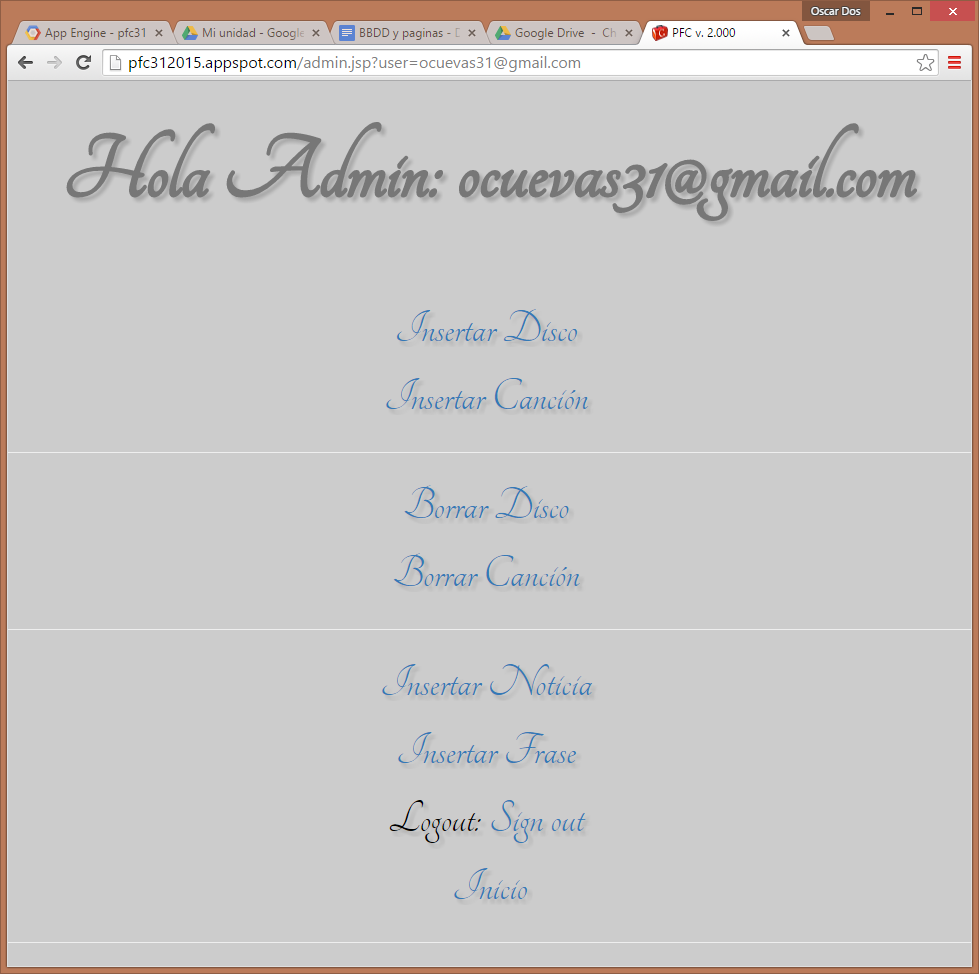 Oscar Dos
App Engine - pfc31
Mi unidad - Google
BBDD y paginas - D
Google Drive - Ch
PFC v. 2.000
pfc312015.appspot.com/admin.jsp?user=ocuevas31@gmail.com
Hola Admin: ocuevas31@gmail.com
Insertar Disco
Insertar Canción
Borrar Disco
Borrar Canción
Insertar Noticia
Insertar Frase
Logout: Sign out
Inicio